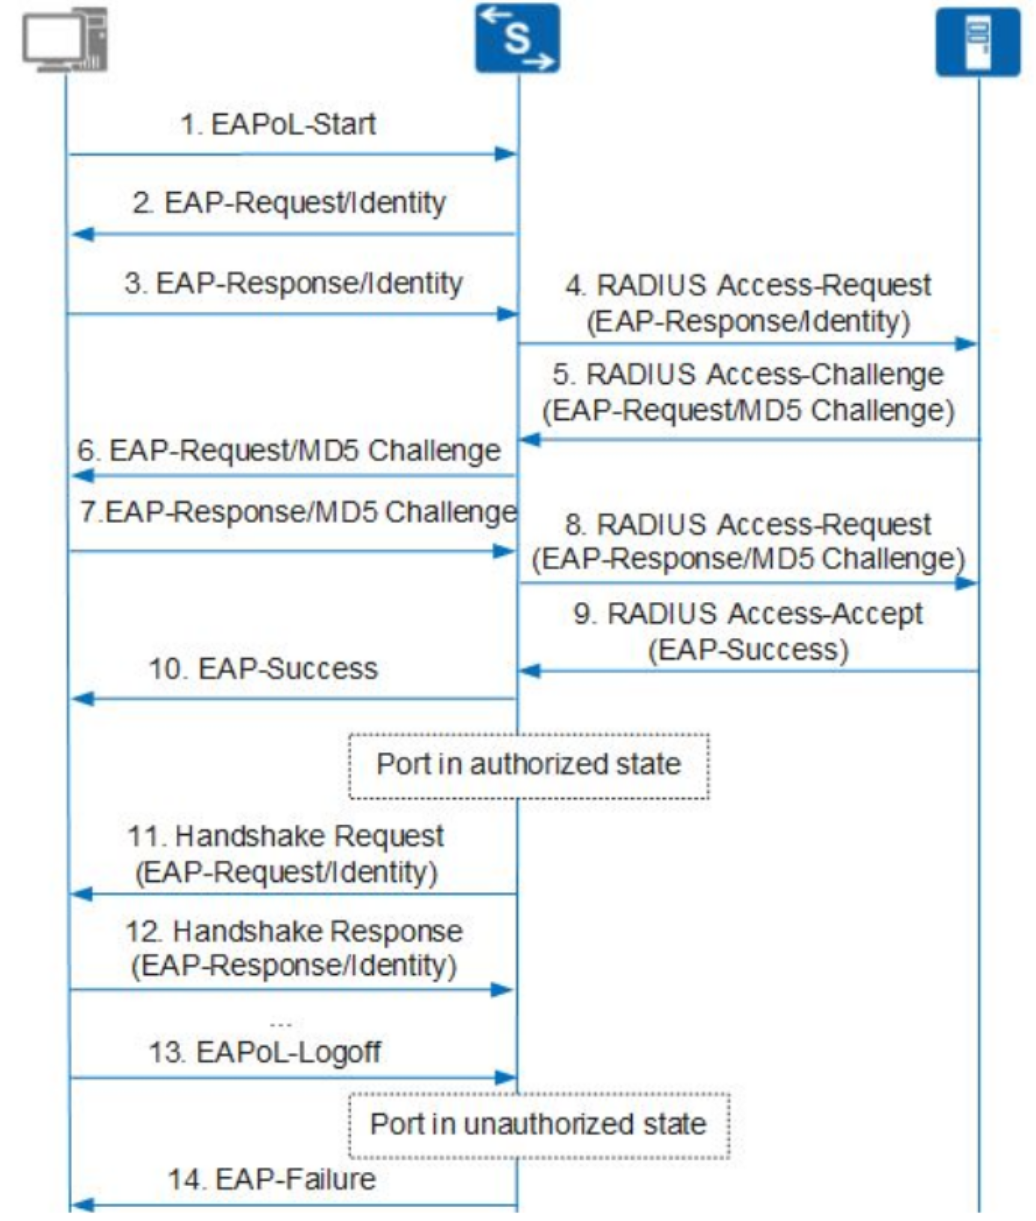 S
1. EAPoL-Start
2. EAP-Request/Identity
3. EAP-Response/Identity
4. RADIUS Access-Request
(EAP-Response/Identity)
5. RADIUS Access-Challenge
(EAP-Request/MD5 Challenge)
6. EAP-Request/MD5 Challenge
7.EAP-Response/MD5 Challenge
8. RADIUS Access-Request
(EAP-Response/MD5 Challenge)
9. RADIUS Access-Accept
(EAP-Success)
10. EAP-Success
Port in authorized state
11. Handshake Request
(EAP-Request/Identity)
12. Handshake Response
(EAP-Response/Identity)
...
13. EAPoL-Logoff
Port in unauthorized state
14. EAP-Failure